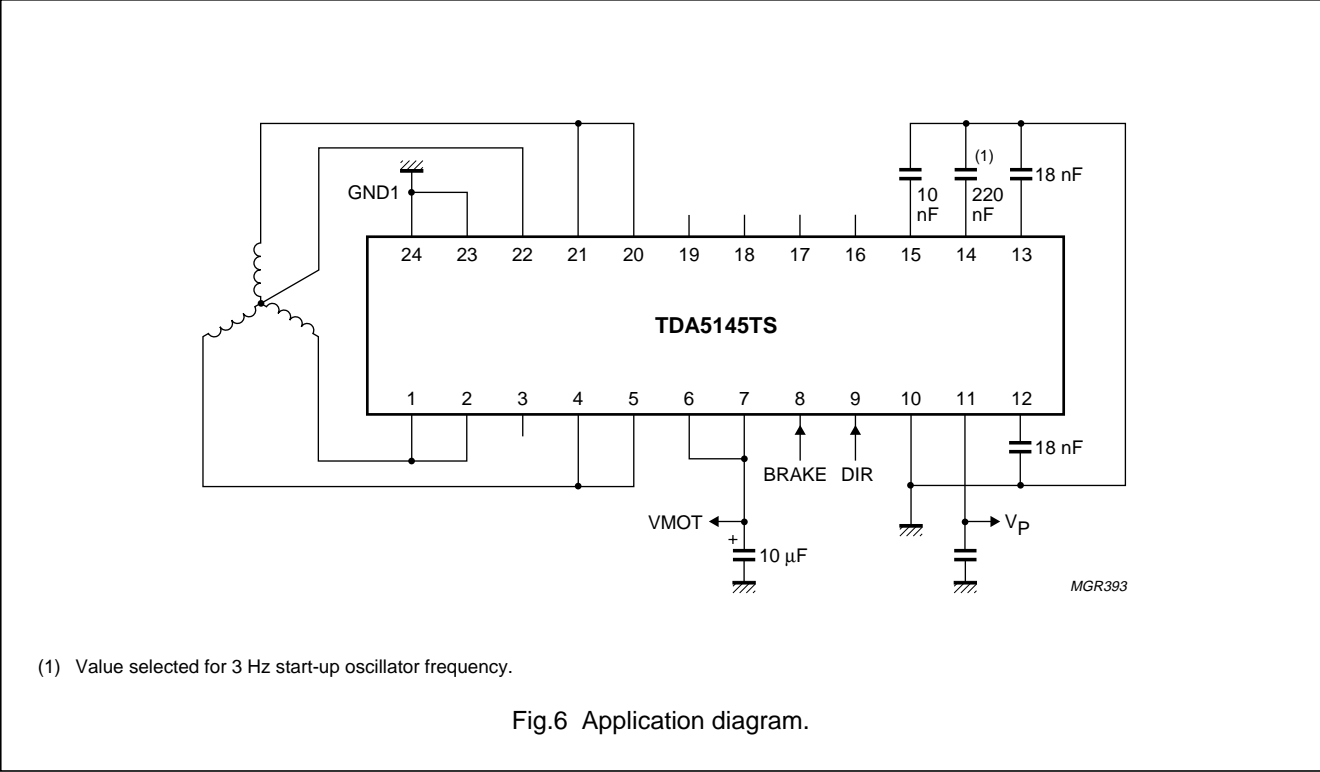 (1)
10
nF
220
nF
18 nF
GND1
24 23 22 21 20 19 18 17 16 15 14 13
TDA5145TS
1 2 3 4 5 6 7 8 9 10 11 12
18 nF
BRAKE DIR
VMOT
VP
+
10 μF
MGR393
(1) Value selected for 3 Hz start-up oscillator frequency.
Fig.6 Application diagram.